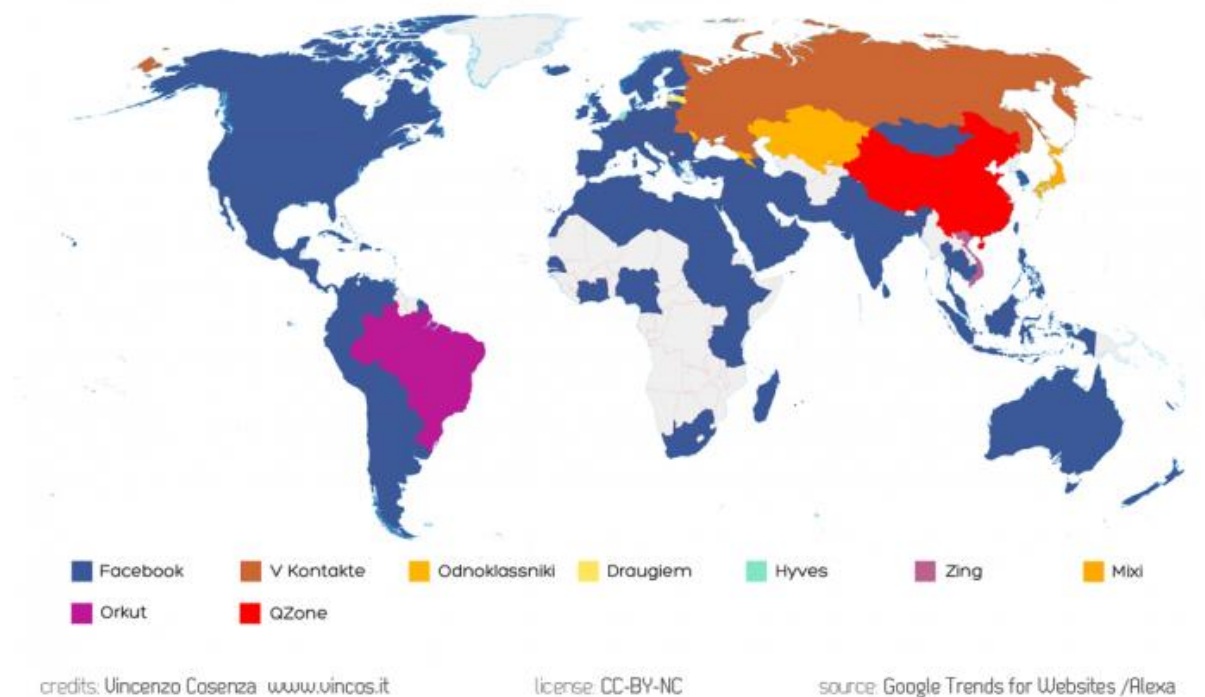 Facebook V Kontakte Odnoklassniki Draugiem Hyves Zing Mixi
Orkut QZone
credits: Vincenzo Cosenza www.vincos.it license: CC-BY-NC source: Google Trends for Websites /Alexa